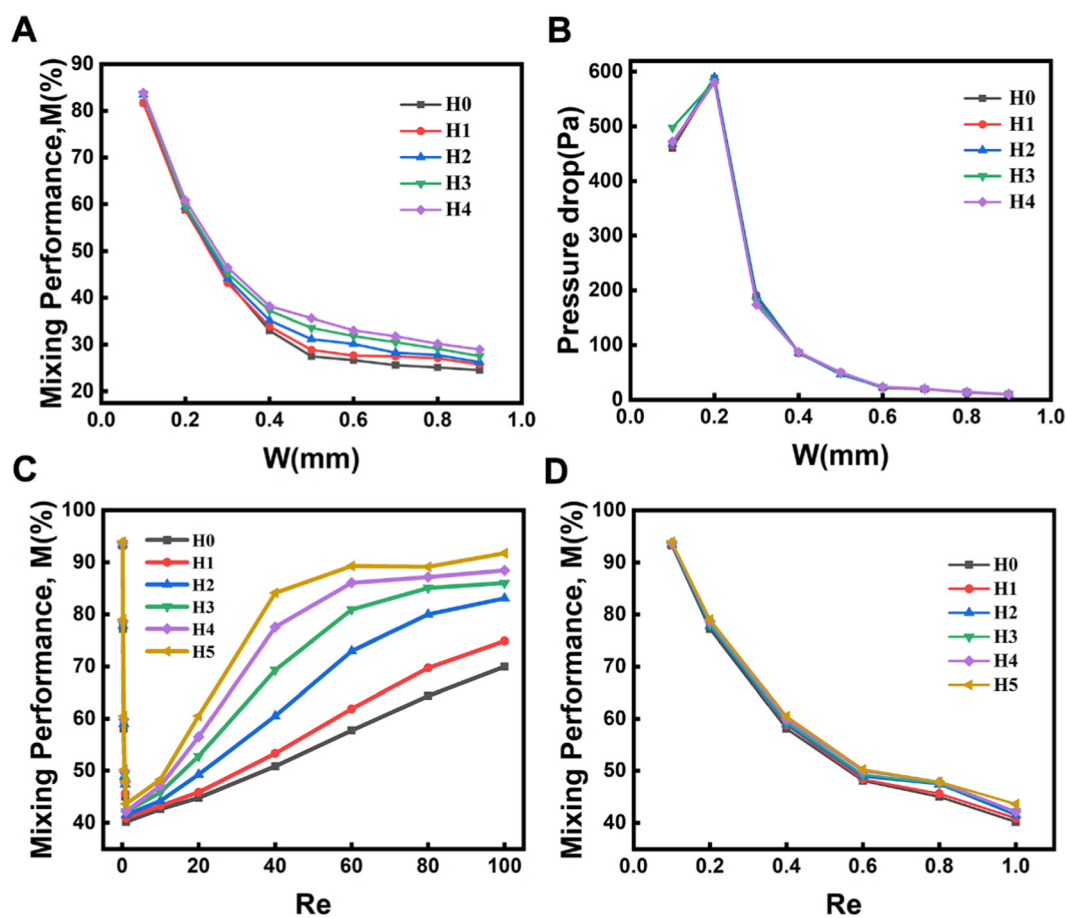 A
Mixing Performance,M(%)
90
80
70
60
50
40
30
20
0.0 0.2 0.4 0.6 0.8 1.0
W(mm)
H0
H1
H2
H3
H4
B
Pressure drop(Pa)
600
500
400
300
200
100
0
0.0 0.2 0.4 0.6 0.8 1.0
W(mm)
H0
H1
H2
H3
H4
C
Mixing Performance, M(%)
100
90
80
70
60
50
40
0 20 40 60 80 100
Re
H0
H1
H2
H3
H4
H5
D
Mixing Performance, M(%)
100
90
80
70
60
50
40
0.0 0.2 0.4 0.6 0.8 1.0
Re
H0
H1
H2
H3
H4
H5